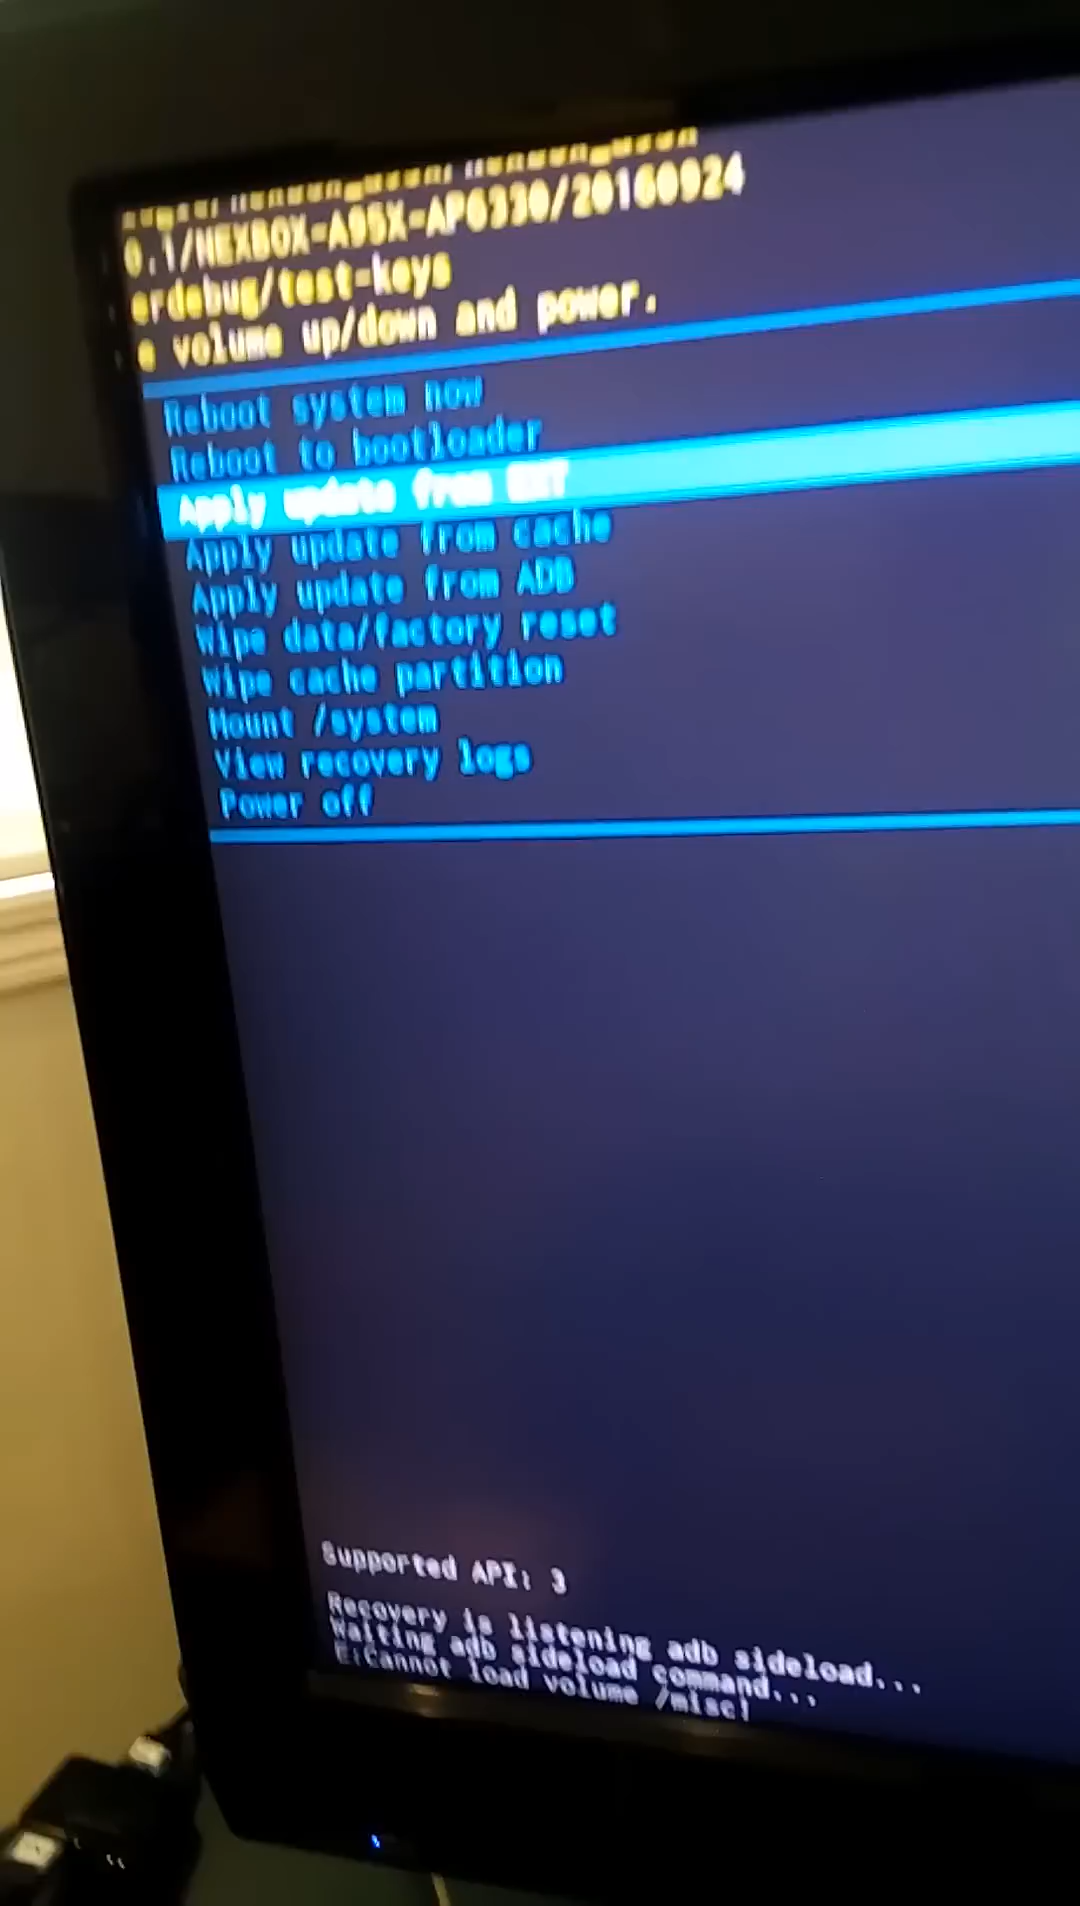 0.1/NEXBOX-A95X-AP6330/20160924
erdebug/test-keys
e volume up/down and power.
Reboot system now
Reboot to bootloader
Apply update from EXT
Apply update from cache
Apply update from ADB
Wipe data/factory reset
Wipe cache partition
Mount /system
View recovery logs
Power off
Supported API: 3
Recovery is listening adb sideload...
Waiting adb sideload command...
E:Cannot load volume /misc!